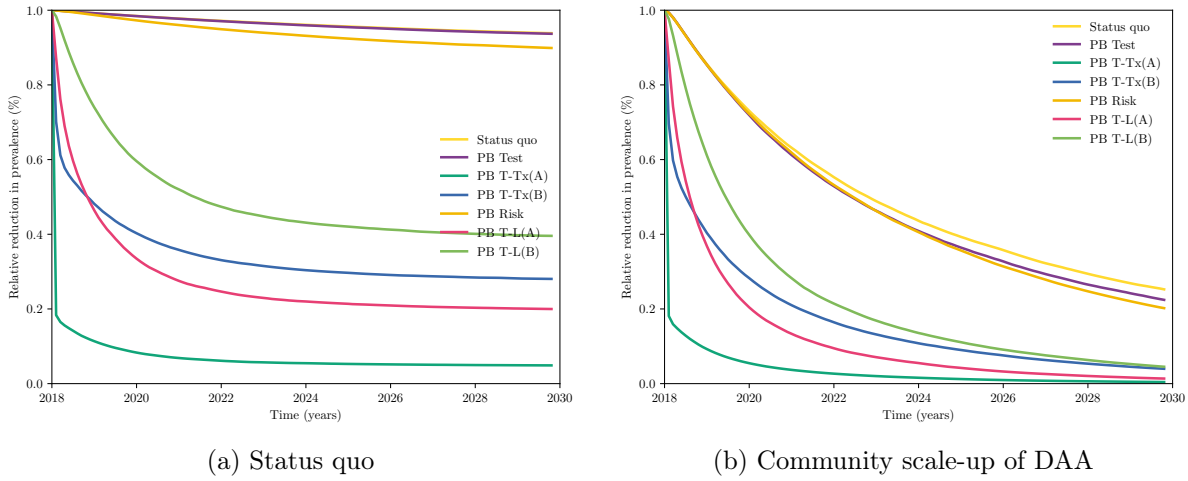 Relative reduction in prevalence (%)
1.0
0.8
0.6
0.4
0.2
0.0
2018
2020
2022
2024
2026
2028
2030
Time (years)
Status quo
PB Test
PB T-Tx(A)
PB T-Tx(B)
PB Risk
PB T-L(A)
PB T-L(B)
(a) Status quo
Relative reduction in prevalence (%)
1.0
0.8
0.6
0.4
0.2
0.0
2018
2020
2022
2024
2026
2028
2030
Time (years)
Status quo
PB Test
PB T-Tx(A)
PB T-Tx(B)
PB Risk
PB T-L(A)
PB T-L(B)
(b) Community scale-up of DAA